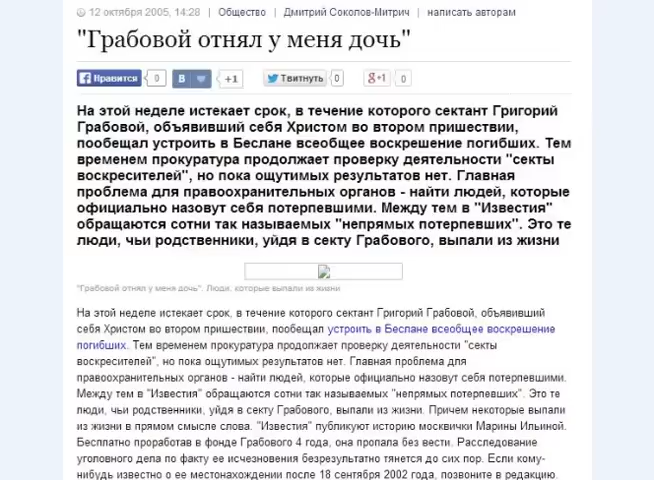 12 октября 2005, 14:28 | Общество | Дмитрий Соколов-Митрич | написать авторам
"Грабовой отнял у меня дочь"
Нравится 0 В +1 Твитнуть 0 g+1 0
На этой неделе истекает срок, в течение которого сектант Григорий
Грабовой, объявивший себя Христом во втором пришествии,
пообещал устроить в Беслане всеобщее воскрешение погибших. Тем
временем прокуратура продолжает проверку деятельности "секты
воскресителей", но пока ощутимых результатов нет. Главная
проблема для правоохранительных органов - найти людей, которые
официально назовут себя потерпевшими. Между тем в "Известия"
обращаются сотни так называемых "непрямых потерпевших". Это те
люди, чьи родственники, уйдя в секту Грабового, выпали из жизни
"Грабовой отнял у меня дочь". Люди, которые выпали из жизни
На этой неделе истекает срок, в течение которого сектант Григорий Грабовой, объявивший
себя Христом во втором пришествии, пообещал устроить в Беслане всеобщее воскрешение
погибших. Тем временем прокуратура продолжает проверку деятельности "секты
воскресителей", но пока ощутимых результатов нет. Главная проблема для
правоохранительных органов - найти людей, которые официально назовут себя потерпевшими.
Между тем в "Известия" обращаются сотни так называемых "непрямых потерпевших". Это те
люди, чьи родственники, уйдя в секту Грабового, выпали из жизни. Причем некоторые выпали
из жизни в прямом смысле слова. "Известия" публикуют историю москвички Марины Ильиной.
Бесплатно проработав в фонде Грабового 4 года, она пропала без вести. Расследование
уголовного дела по факту ее исчезновения безрезультатно тянется до сих пор. Если кому-
нибудь известно о ее местонахождении после 18 сентября 2002 года, позвоните в редакцию.